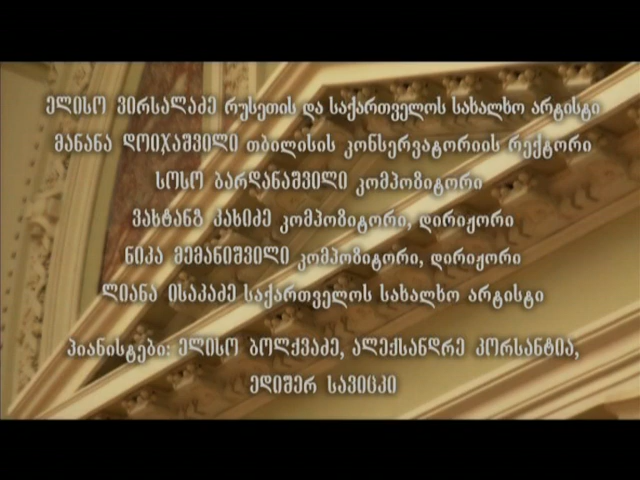 ელისო ვირსალაძე რუსეთის და საქართველოს სახალხო არტისტი
მანანა დოიჯაშვილი თბილისის კონსერვატორიის რექტორი
სოსო ბარდანაშვილი კომპოზიტორი
ვახტანგ კახიძე კომპოზიტორი, დირიჟორი
ნიკა მემანიშვილი კომპოზიტორი, დირიჟორი
ლიანა ისაკაძე საქართველოს სახალხო არტისტი
პიანისტები: ელისო ბოლქვაძე, ალექსანდრე კორსანტია,
ედიშერ სავიცკი